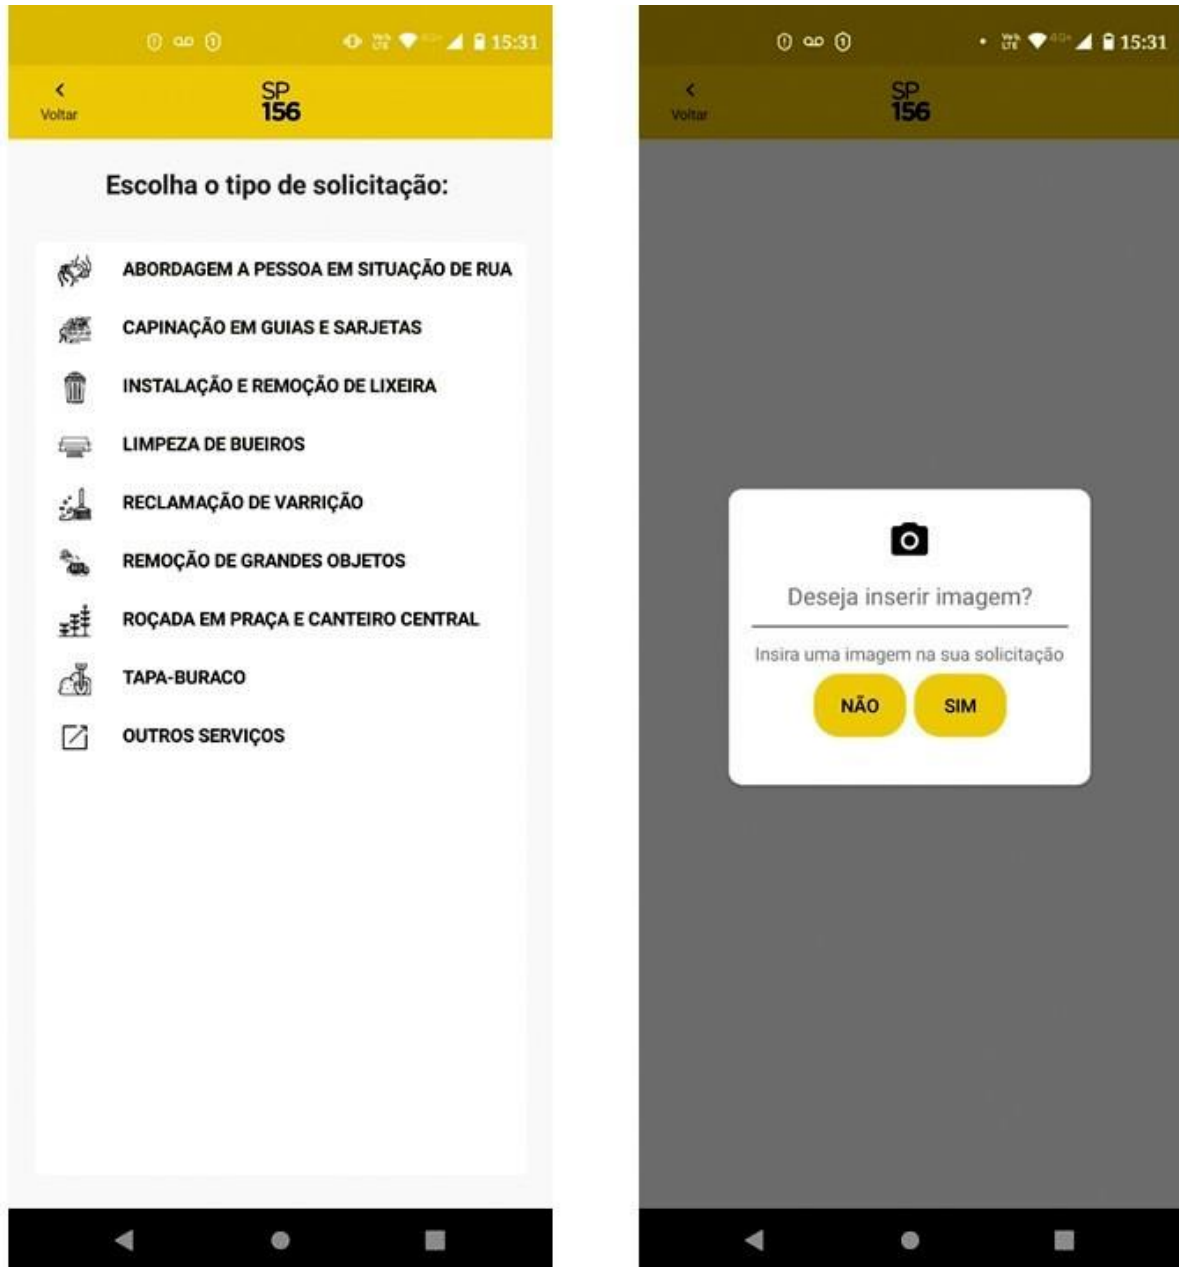 15:31
Voltar
SP
156
Escolha o tipo de solicitação:
ABORDAGEM A PESSOA EM SITUAÇÃO DE RUA
CAPINAÇÃO EM GUIAS E SARJETAS
INSTALAÇÃO E REMOÇÃO DE LIXEIRA
LIMPEZA DE BUEIROS
RECLAMAÇÃO DE VARRIÇÃO
REMOÇÃO DE GRANDES OBJETOS
ROÇADA EM PRAÇA E CANTEIRO CENTRAL
TAPA-BURACO
OUTROS SERVIÇOS
15:31
Voltar
SP
156
Deseja inserir imagem?
Insira uma imagem na sua solicitação
NÃO SIM